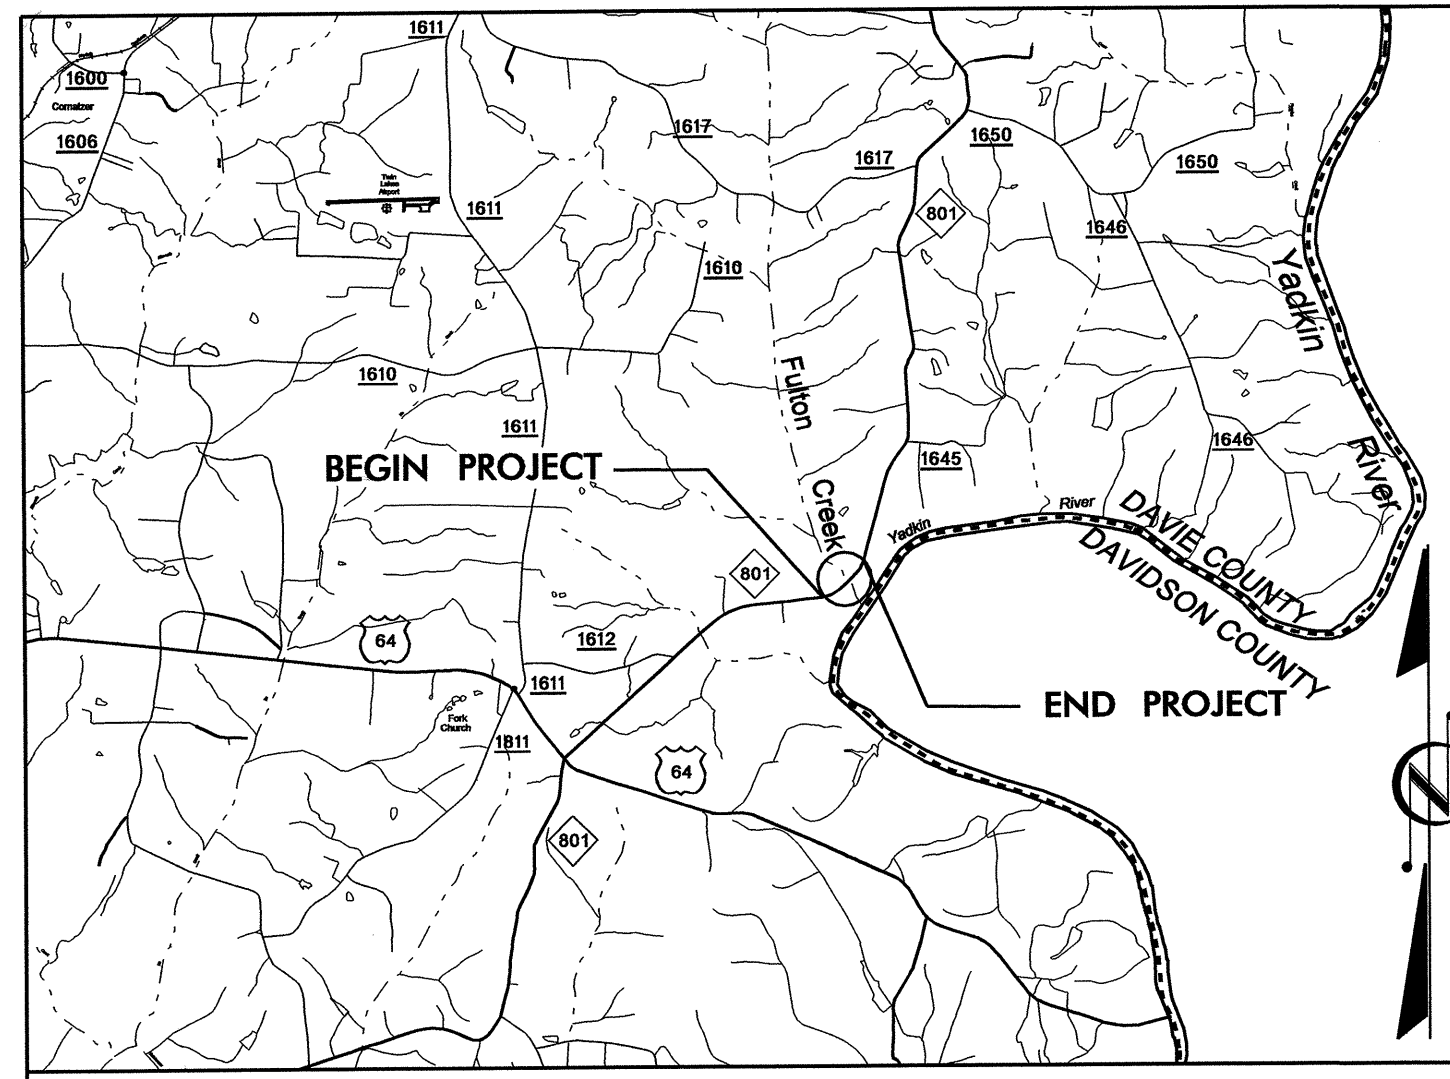 1611
1600
Cornatzer
1606
1617
1617
1650
1650
Twin
Lakes
Airport
1611
801
1646
1610
Yadkin
River
1610
Fulton
Creek
1611
1646
1645
BEGIN PROJECT
Yadkin
River
DAVIE COUNTY
DAVIDSON COUNTY
801
64
1612
1611
END PROJECT
Fork
Church
1811
64
801
N